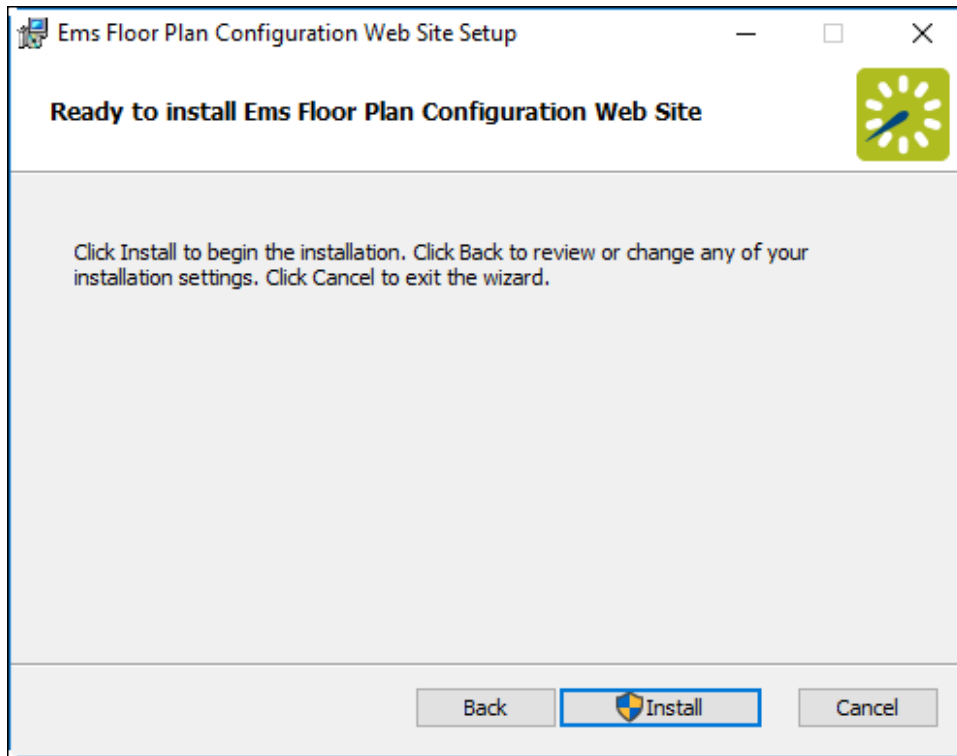 Ems Floor Plan Configuration Web Site Setup
Ready to install Ems Floor Plan Configuration Web Site
Click Install to begin the installation. Click Back to review or change any of your
installation settings. Click Cancel to exit the wizard.
Back Install Cancel